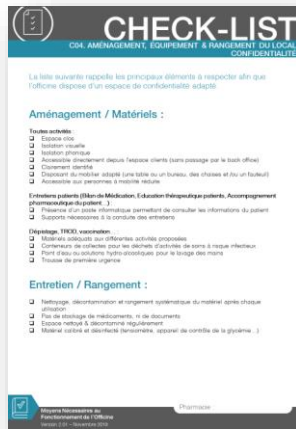 CHECK-LIST
C04. AMÉNAGEMENT, ÉQUIPEMENT & RANGEMENT DU LOCAL
CONFIDENTIALITÉ
La liste suivante rappelle les principaux éléments à respecter afin que
l'officine dispose d'un espace de confidentialité adapté
Aménagement / Matériels :
Toutes activités :
Espace clos
Isolation visuelle
Isolation phonique
Accessible directement depuis l'espace clients (sans passage par le back office)
Clairement identifié
Disposant du mobilier adapté (une table ou un bureau, des chaises et /ou un fauteuil)
Accessible aux personnes à mobilité réduite
Entretiens patients (Bilan de Médication, Education thérapeutique patients, Accompagnement
pharmaceutique du patient...) :
Présence d'un poste informatique permettant de consulter les informations du patient
Supports nécessaires à la conduite des entretiens
Dépistage, TROD, vaccination... :
Matériels adéquats aux différentes activités proposées
Conteneurs de collectes pour les déchets d'activités de soins à risque infectieux
Point d'eau ou solutions hydro-alcooliques pour le lavage des mains
Trousse de première urgence
Entretien / Rangement :
Nettoyage, décontamination et rangement systématique du matériel après chaque
utilisation
Pas de stockage de médicaments, ni de documents
Espace nettoyé & décontaminé régulièrement
Matériel calibré et désinfecté (tensiomètre, appareil de contrôle de la glycémie...)
Moyens Nécessaires au
Fonctionnement de l'Officine
Novembre 2019
Pharmacie